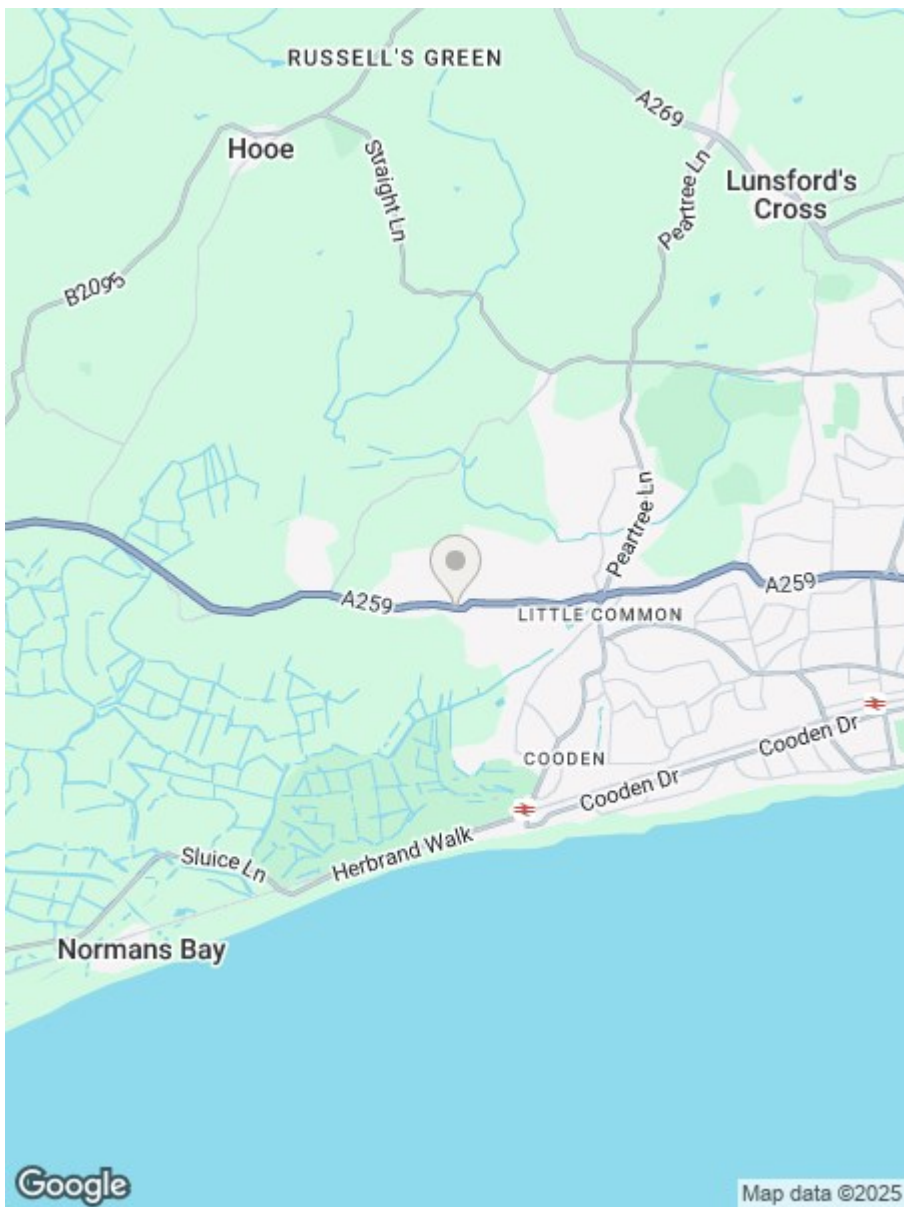 RUSSELL'S GREEN
A269
Hooe
Straight Ln
Peartree Ln
Lunsford's
Cross
B2095
Peartree Ln
A259
A259
LITTLE COMMON
COODEN
Cooden Dr
Cooden Dr
Herbrand Walk
Sluice Ln
Normans Bay
Google
Map data ©2025